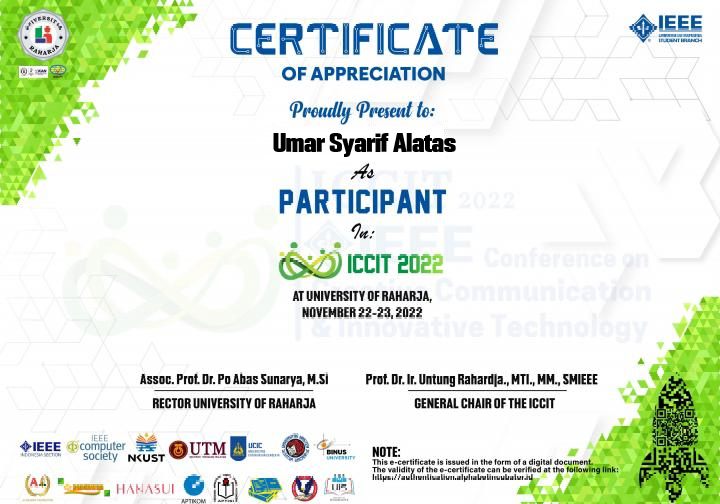 UNIVERSITAS
RAHARJA
IEEE
STUDENT BRANCH
CERTIFICATE
OF APPRECIATION
Proudly Present to:
Umar Syarif Alatas
As
PARTICIPANT
In:
ICCIT 2022
AT UNIVERSITY OF RAHARJA,
NOVEMBER 22-23, 2022
ICCIT
2022
IEEE Conference on
Creative Communication
& Innovative Technology
Assoc. Prof. Dr. Po Abas Sunarya, M.Si
RECTOR UNIVERSITY OF RAHARJA
Prof. Dr. Ir. Untung Rahardja., MTI., MM., SMIEEE
GENERAL CHAIR OF THE ICCIT
IEEE
INDONESIA SECTION
IEEE
computer
society
NKUST
UTM
UCIC
BINUS
UNIVERSITY
HANASUI
APTIKOM
NOTE:
This e-certificate is issued in the form of a digital document.
The validity of the e-certificate can be verified at the following link:
https://authentication.alphabetincubator.id